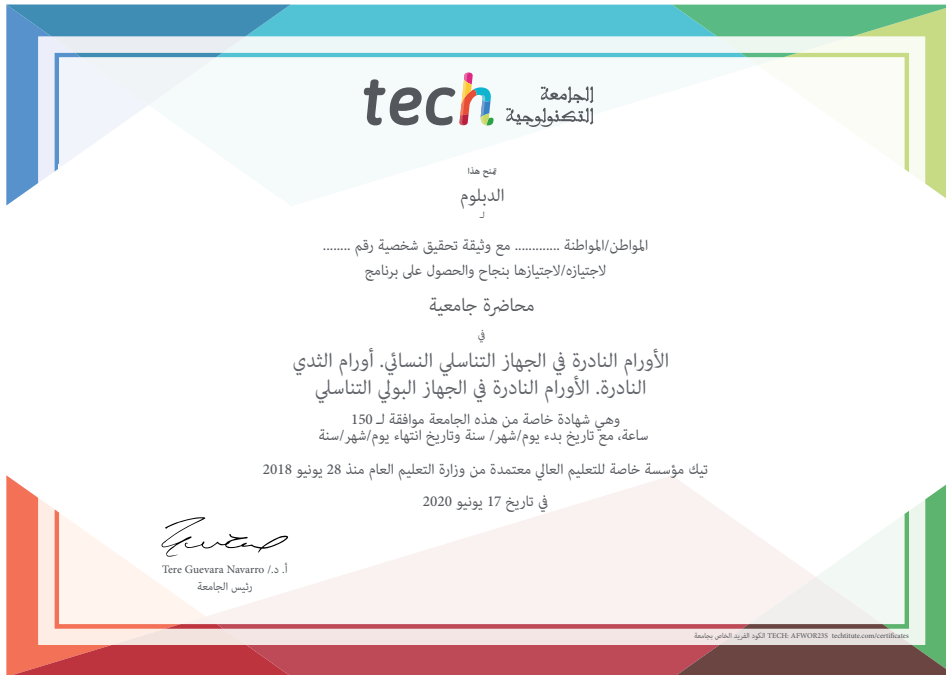 tech الجامعة
التكنولوجية
يمنح هذا
الدبلوم
لـ
المواطن/المواطنة ............ مع وثيقة تحقيق شخصية رقم ........
لاجتيازه/لاجتيازها بنجاح والحصول على برنامج
محاضرة جامعية
في
الأورام النادرة في الجهاز التناسلي النسائي. أورام الثدي
النادرة. الأورام النادرة في الجهاز البولي التناسلي
وهي شهادة خاصة من هذه الجامعة موافقة لـ 150
ساعة، مع تاريخ بدء يوم/شهر/ سنة وتاريخ انتهاء يوم/شهر/سنة
تيك مؤسسة خاصة للتعليم العالي معتمدة من وزارة التعليم العام منذ 28 يونيو 2018
في تاريخ 17 يونيو 2020
أ. د./ Tere Guevara Navarro
رئيس الجامعة
الكود الفريد الخاص بجامعة TECH: AFWOR23S techtitute.com/certificates